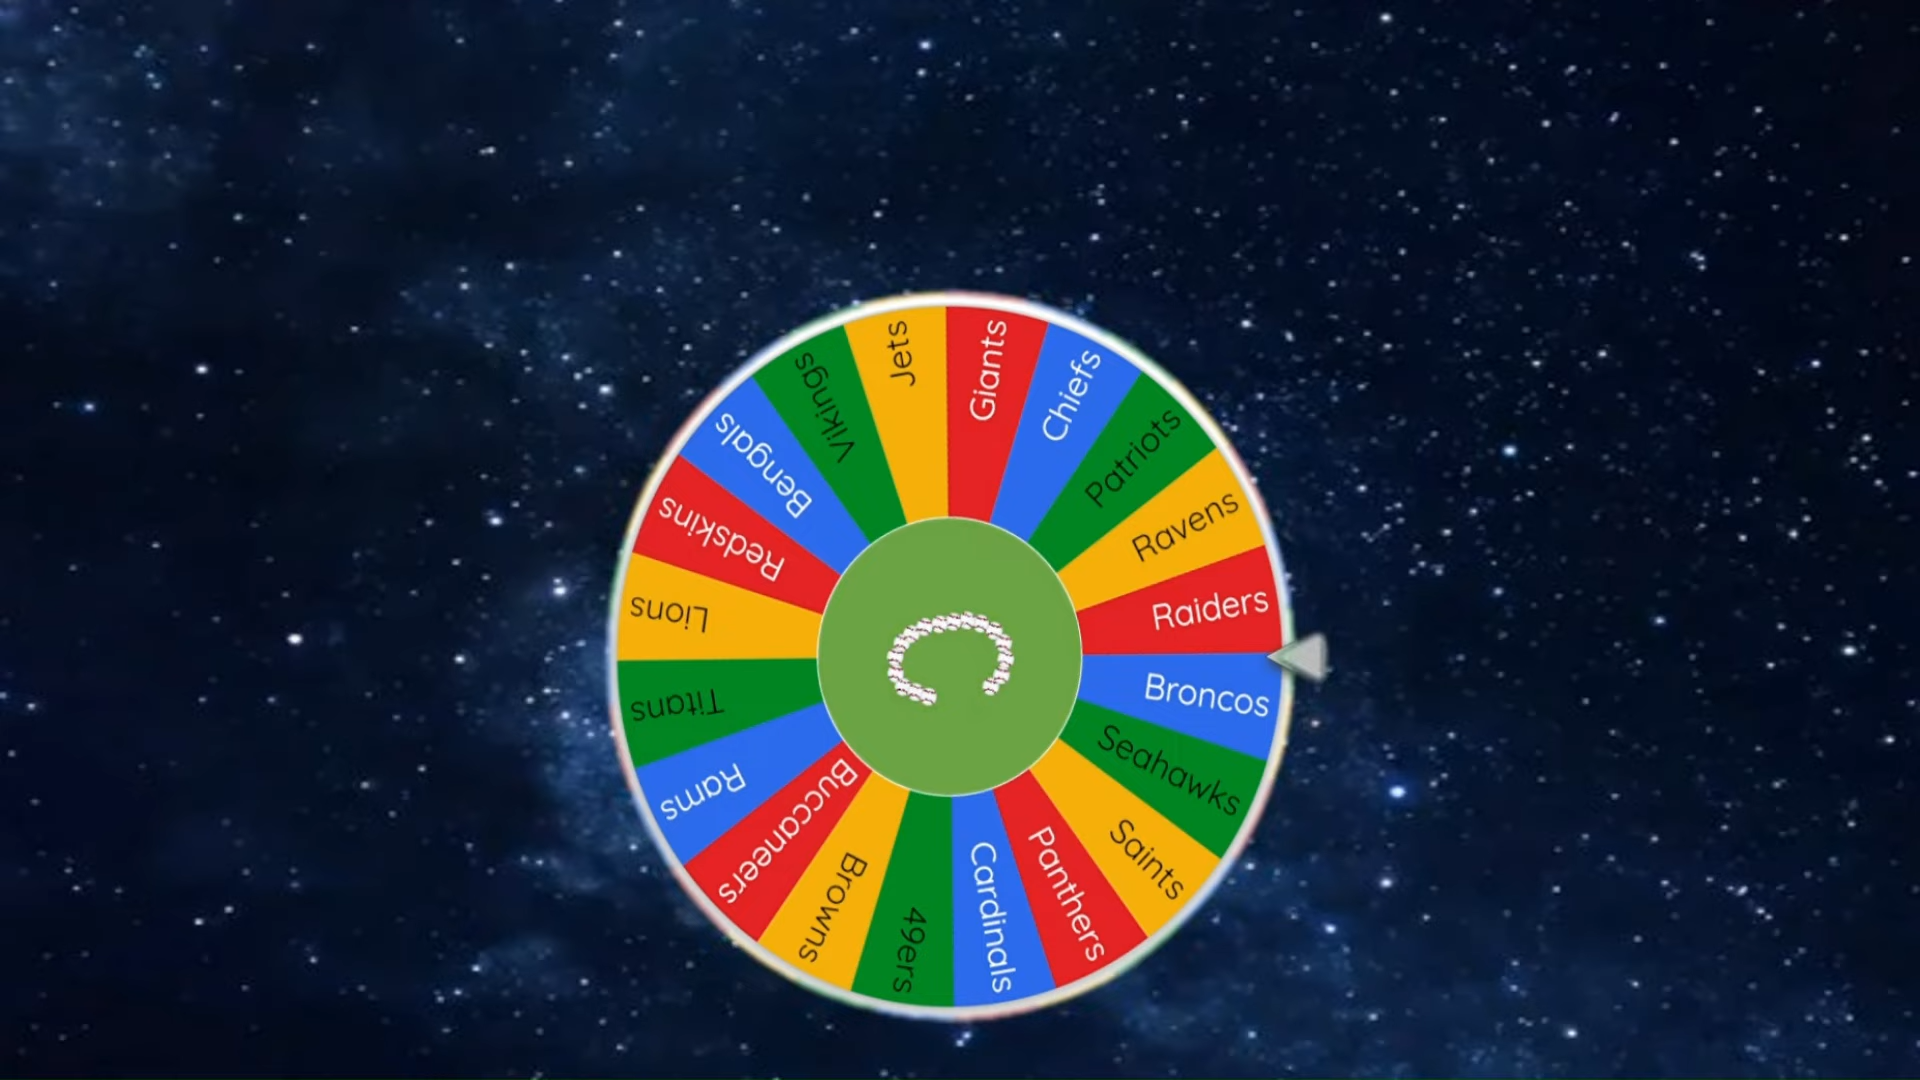 Giants
Chiefs
Patriots
Ravens
Raiders
Broncos
Seahawks
Saints
Panthers
Cardinals
49ers
Browns
Buccaneers
Rams
Titans
Lions
Redskins
Bengals
Vikings
Jets